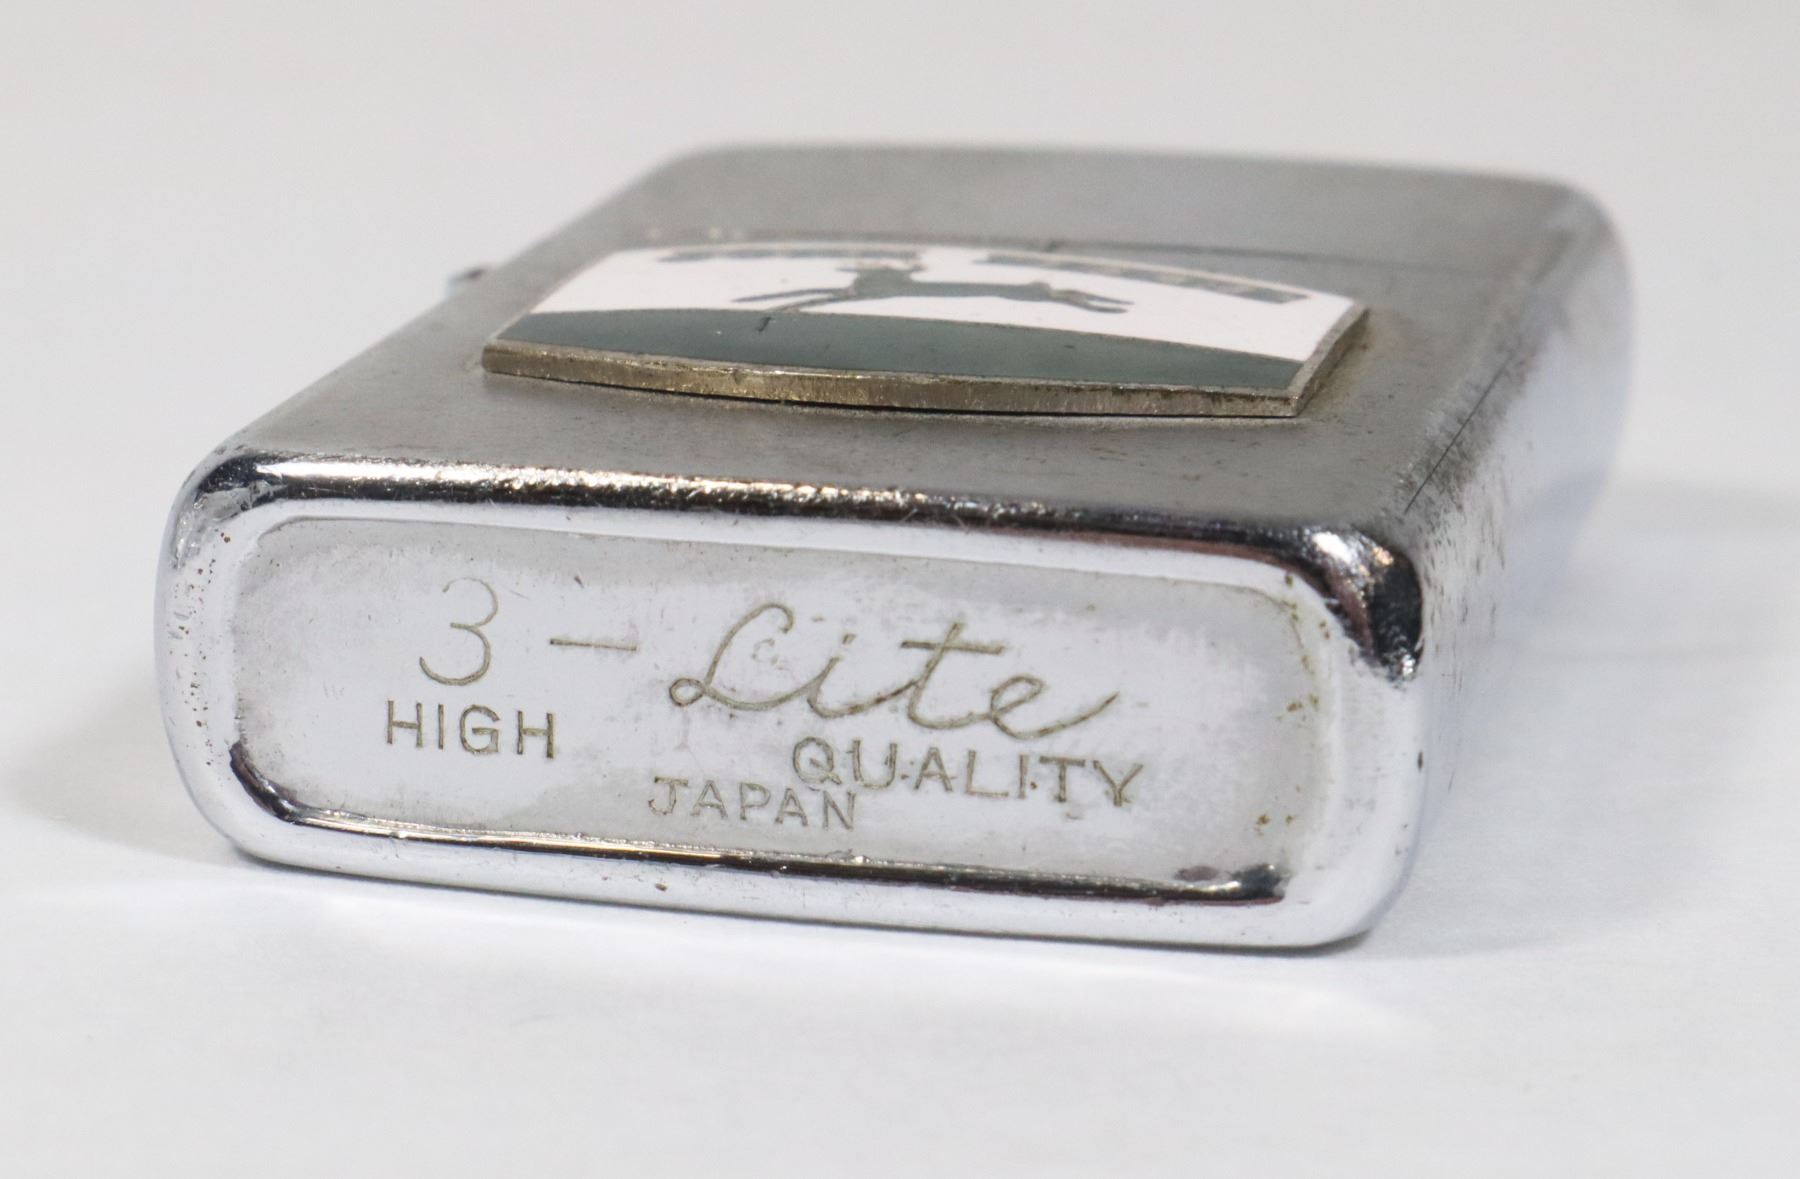 3 - Lite
HIGH QUALITY
JAPAN